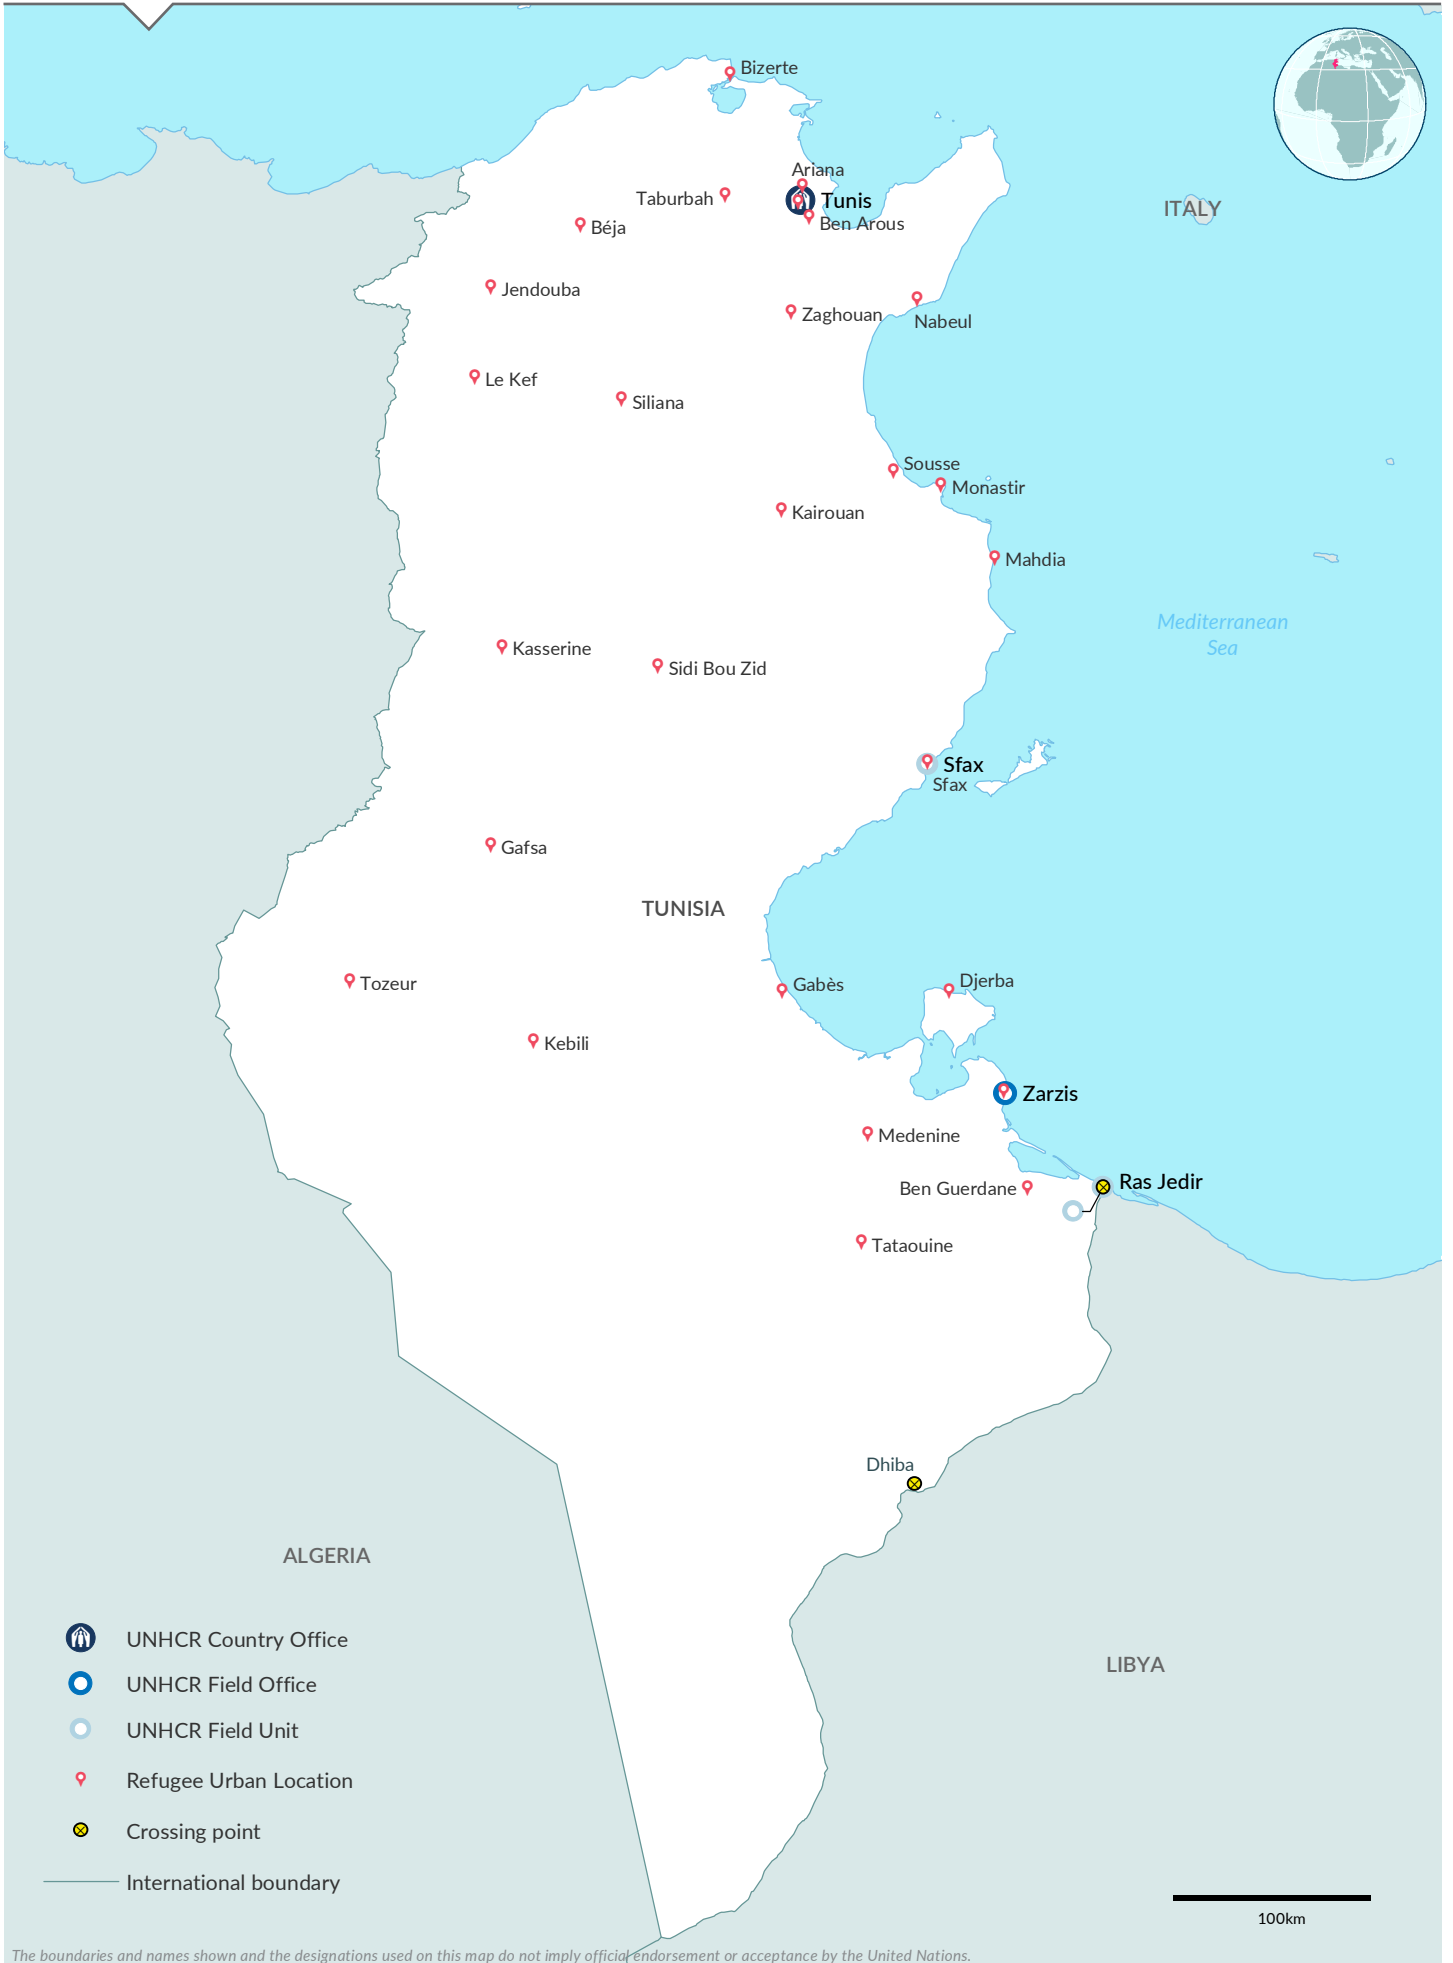 Bizerte
Ariana
Taburbah
Tunis
ITALY
Ben Arous
Béja
Jendouba
Zaghouan
Nabeul
Le Kef
Siliana
Sousse
Monastir
Kairouan
Mahdia
Mediterranean
Sea
Kasserine
Sidi Bou Zid
Sfax
Sfax
Gafsa
TUNISIA
Tozeur
Gabès
Djerba
Kebili
Zarzis
Medenine
Ras Jedir
Ben Guerdane
Tataouine
Dhiba
ALGERIA
LIBYA
UNHCR Country Office
UNHCR Field Office
UNHCR Field Unit
Refugee Urban Location
Crossing point
International boundary
100km
The boundaries and names shown and the designations used on this map do not imply official endorsement or acceptance by the United Nations.